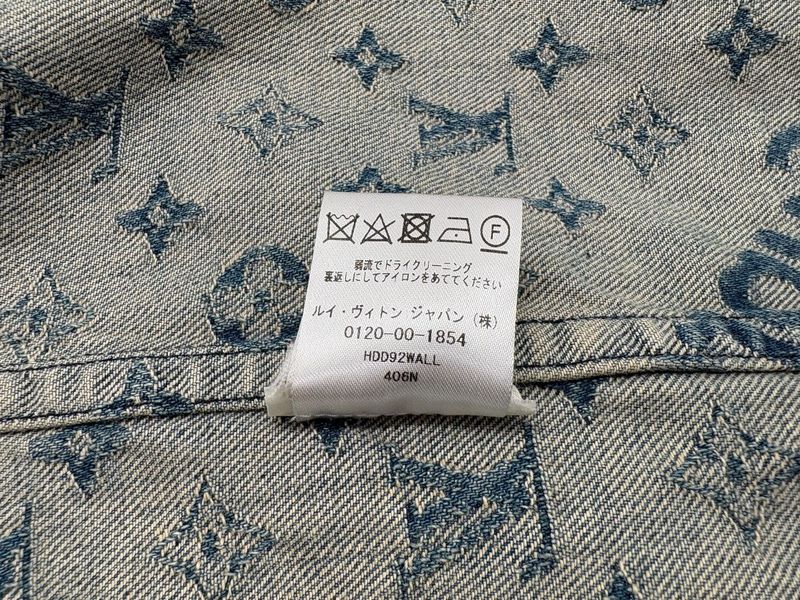 F
弱流でドライクリーニング
裏返しにしてアイロンをあててください
ルイ・ヴィトン ジャパン (株)
0120-00-1854
HDD92WALL
406N